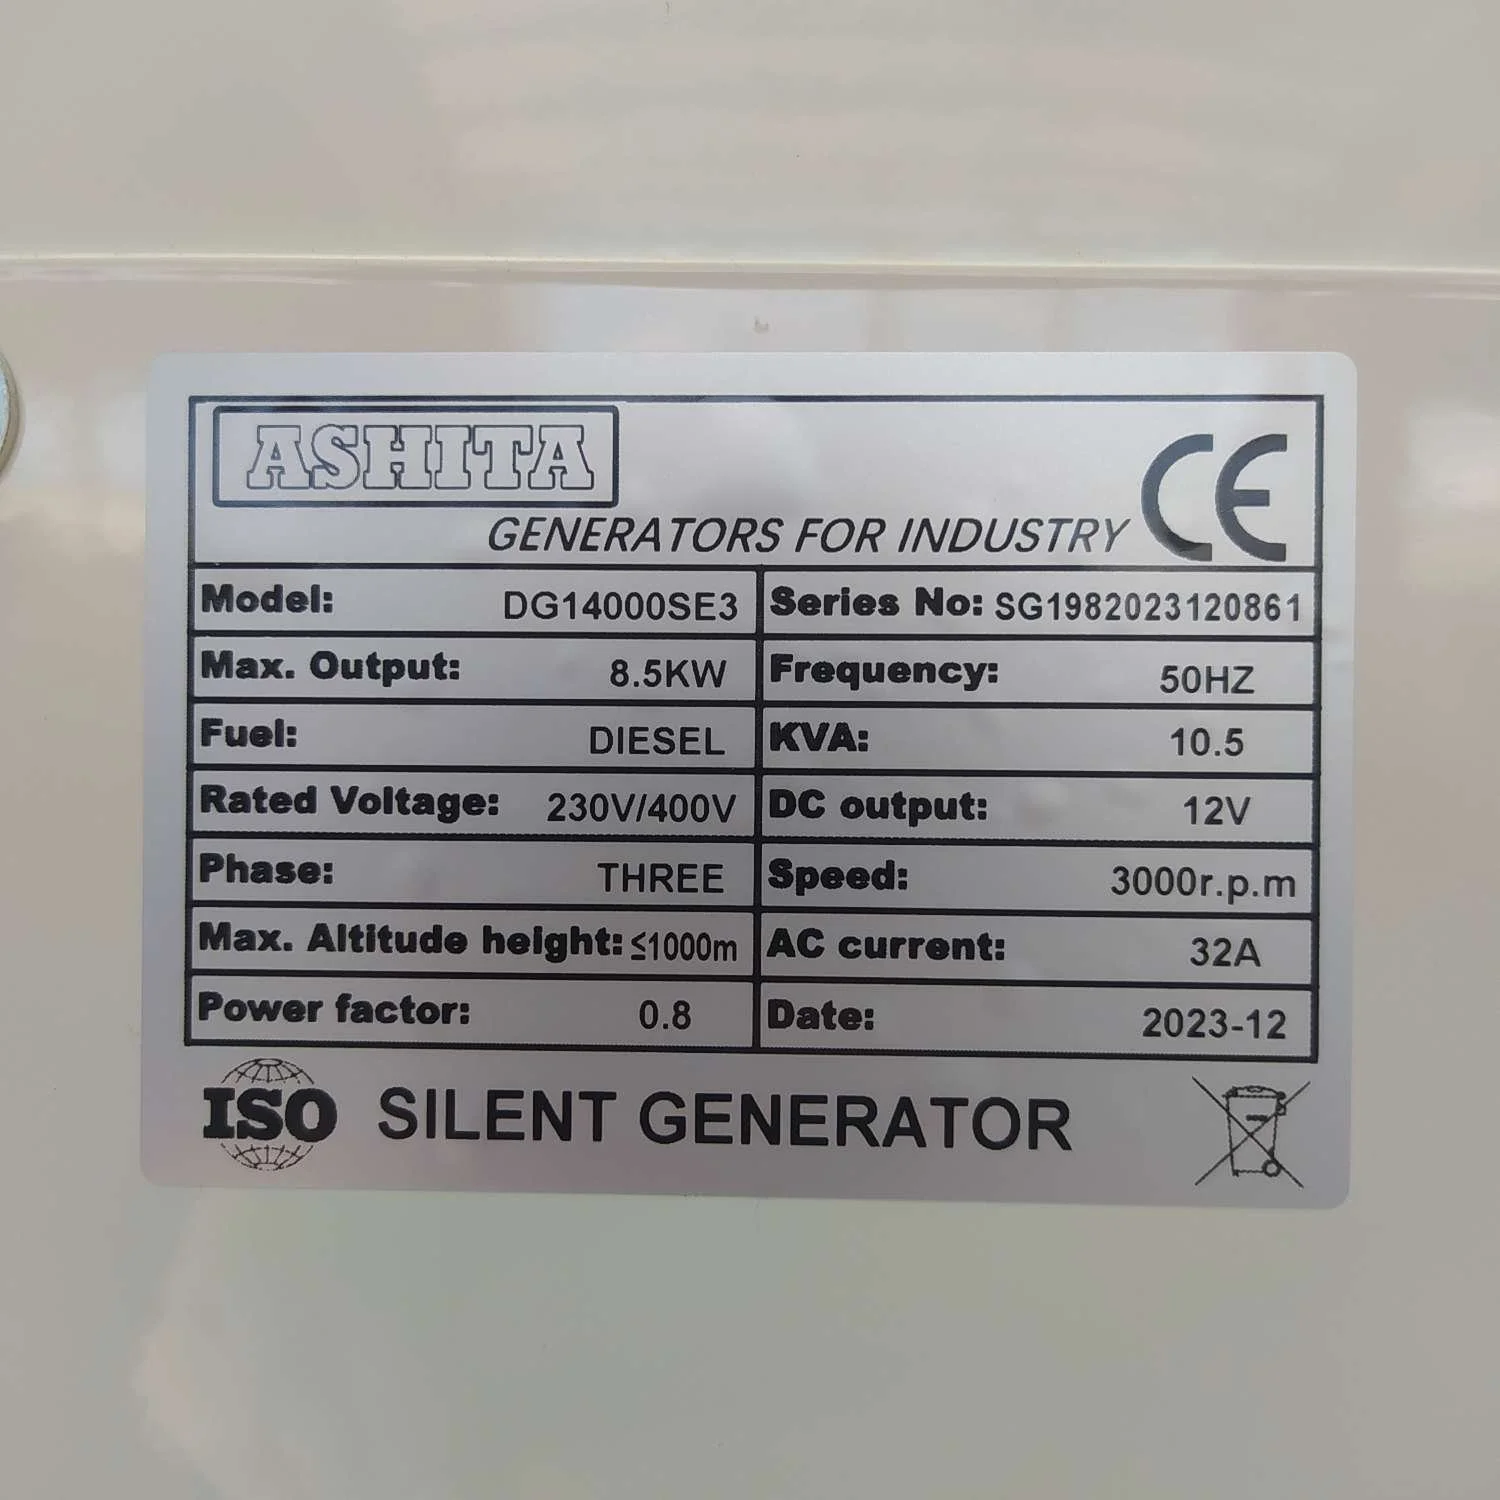 ASHITA
GENERATORS FOR INDUSTRY
CE
Model: DG14000SE3 Series No: SG1982023120861
Max. Output: 8.5KW Frequency: 50HZ
Fuel: DIESEL KVA: 10.5
Rated Voltage: 230V/400V DC output: 12V
Phase: THREE Speed: 3000r.p.m
Max. Altitude height: ≤1000m AC current: 32A
Power factor: 0.8 Date: 2023-12
ISO SILENT GENERATOR